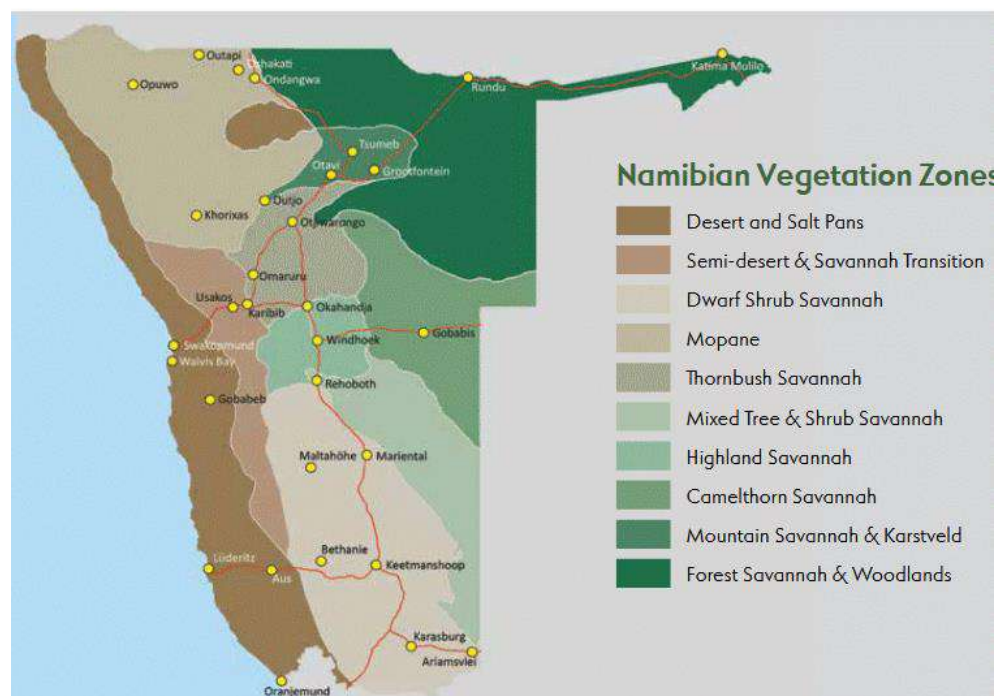 Outapi
Oshakati
Ondangwa
Opuwo
Katima Mulilo
Rundu
Tsumeb
Otavi
Grootfontein
Outjo
Khorixas
Otjiwarongo
Omaruru
Usakos
Karibib
Okahandja
Swakopmund
Walvis Bay
Windhoek
Gobabis
Rehoboth
Gobabeb
Maltahöhe
Mariental
Bethanie
Lüderitz
Aus
Keetmanshoop
Karasburg
Ariamsvlei
Oranjemund
Namibian Vegetation Zones
Desert and Salt Pans
Semi-desert & Savannah Transition
Dwarf Shrub Savannah
Mopane
Thornbush Savannah
Mixed Tree & Shrub Savannah
Highland Savannah
Camelthorn Savannah
Mountain Savannah & Karstveld
Forest Savannah & Woodlands